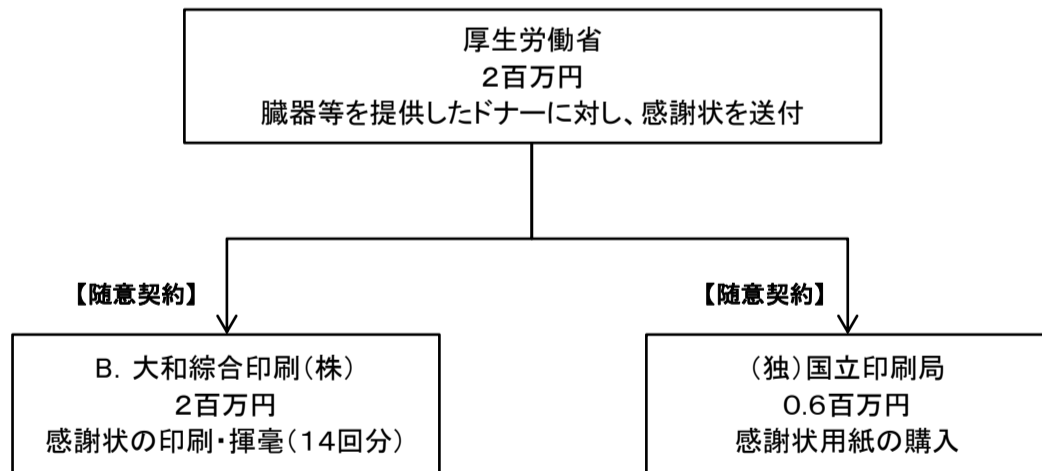 厚生労働省
2百万円
臓器等を提供したドナーに対し、感謝状を送付
【随意契約】
【随意契約】
B. 大和綜合印刷(株)
2百万円
感謝状の印刷・揮毫(14回分)
(独)国立印刷局
0.6百万円
感謝状用紙の購入